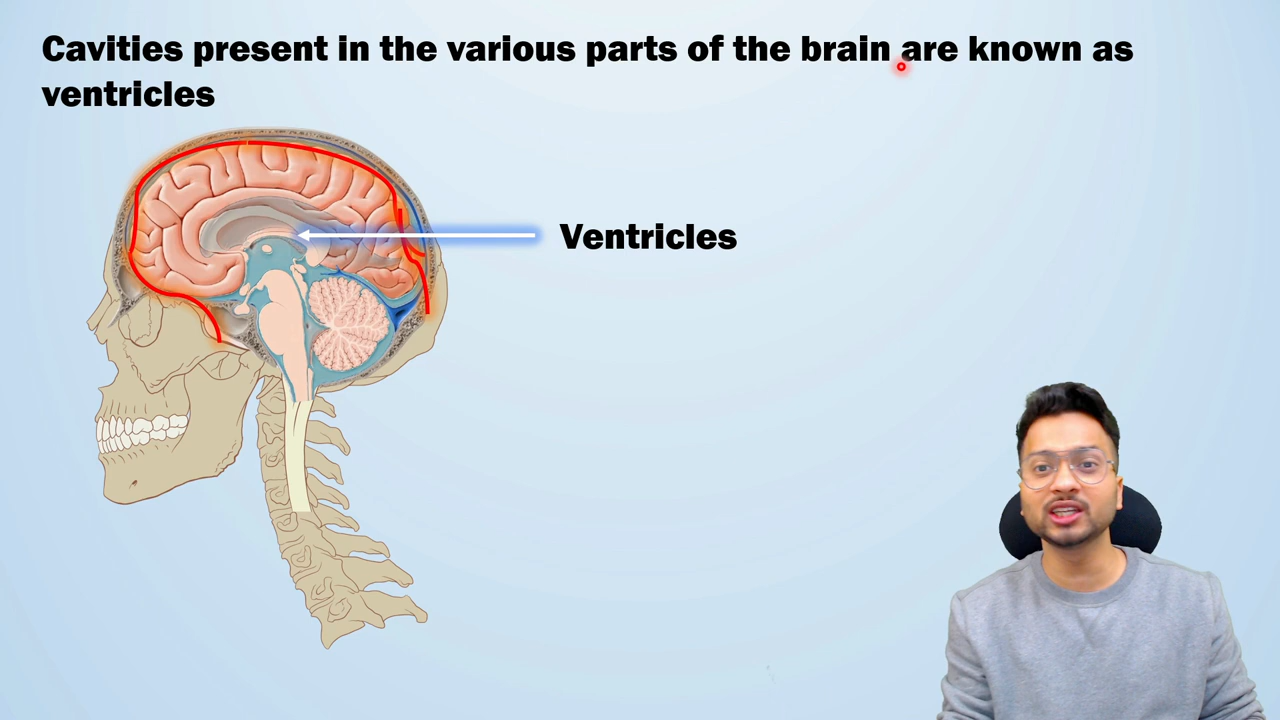 Cavities present in the various parts of the brain are known as
ventricles
Ventricles